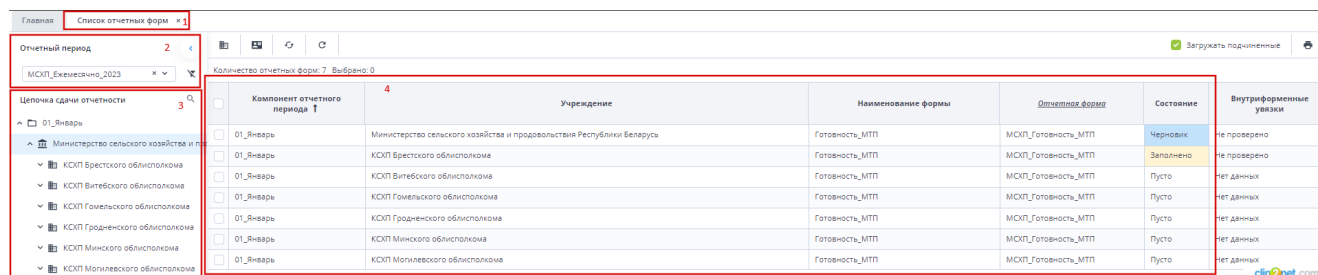 Главная Список отчетных форм × 1
Отчетный период 2
МСХП_Ежемесячно_2023
Загружать подчиненные
Количество отчетных форм: 7 Выбрано: 0
Цепочка сдачи отчетности 3
01_Январь
Министерство сельского хозяйства и про
КСХП Брестского облисполкома
КСХП Витебского облисполкома
КСХП Гомельского облисполкома
КСХП Гродненского облисполкома
КСХП Минского облисполкома
КСХП Могилевского облисполкома
4
Компонент отчетного периода ↑ Учреждение Наименование формы Отчетная форма Состояние Внутриформенные увязки
01_Январь Министерство сельского хозяйства и продовольствия Республики Беларусь Готовность_МТП МСХП_Готовность_МТП Черновик Не проверено
01_Январь КСХП Брестского облисполкома Готовность_МТП МСХП_Готовность_МТП Заполнено Не проверено
01_Январь КСХП Витебского облисполкома Готовность_МТП МСХП_Готовность_МТП Пусто Нет данных
01_Январь КСХП Гомельского облисполкома Готовность_МТП МСХП_Готовность_МТП Пусто Нет данных
01_Январь КСХП Гродненского облисполкома Готовность_МТП МСХП_Готовность_МТП Пусто Нет данных
01_Январь КСХП Минского облисполкома Готовность_МТП МСХП_Готовность_МТП Пусто Нет данных
01_Январь КСХП Могилевского облисполкома Готовность_МТП МСХП_Готовность_МТП Пусто Нет данных
clip2net.com